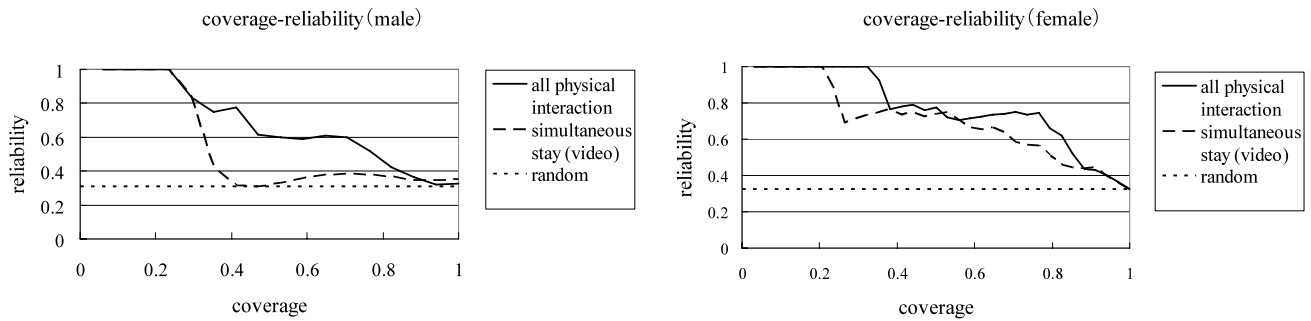 coverage-reliability（male）
1
0.8
0.6
0.4
0.2
0
reliability
0
0.2
0.4
0.6
0.8
1
coverage
all physical
interaction
simultaneous
stay (video)
random
coverage-reliability（female）
1
0.8
0.6
0.4
0.2
0
reliability
0
0.2
0.4
0.6
0.8
1
coverage
all physical
interaction
simultaneous
stay (video)
random